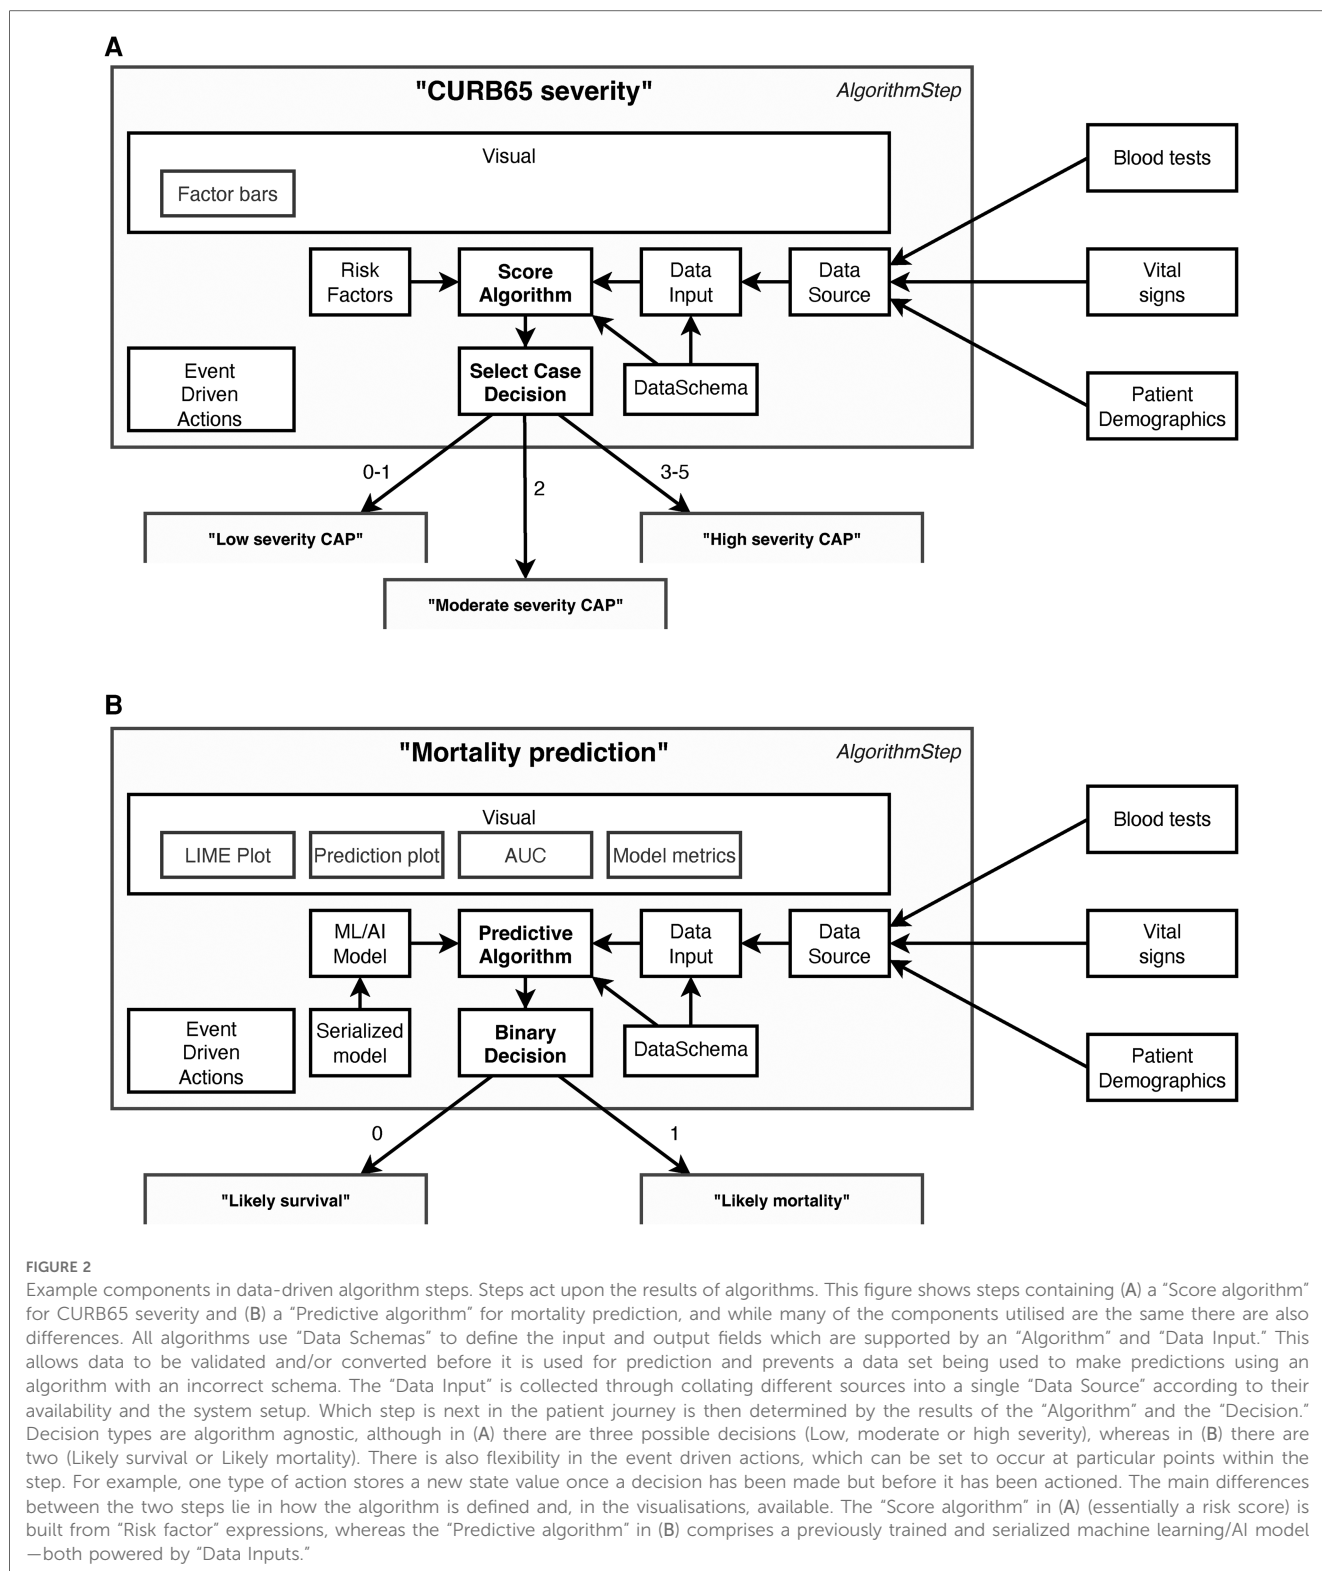 A
"CURB65 severity"
AlgorithmStep
Visual
Factor bars
Blood tests
Risk
Factors
Score
Algorithm
Data
Input
Data
Source
Vital
signs
Event
Driven
Actions
Select Case
Decision
DataSchema
Patient
Demographics
0-1
2
3-5
"Low severity CAP"
"High severity CAP"
"Moderate severity CAP"
B
"Mortality prediction"
AlgorithmStep
Visual
LIME Plot
Prediction plot
AUC
Model metrics
Blood tests
ML/AI
Model
Predictive
Algorithm
Data
Input
Data
Source
Vital
signs
Event
Driven
Actions
Serialized
model
Binary
Decision
DataSchema
Patient
Demographics
0
1
"Likely survival"
"Likely mortality"
FIGURE 2
Example components in data-driven algorithm steps. Steps act upon the results of algorithms. This figure shows steps containing (A) a “Score algorithm”
for CURB65 severity and (B) a “Predictive algorithm” for mortality prediction, and while many of the components utilised are the same there are also
differences. All algorithms use “Data Schemas” to define the input and output fields which are supported by an “Algorithm” and “Data Input.” This
allows data to be validated and/or converted before it is used for prediction and prevents a data set being used to make predictions using an
algorithm with an incorrect schema. The “Data Input” is collected through collating different sources into a single “Data Source” according to their
availability and the system setup. Which step is next in the patient journey is then determined by the results of the “Algorithm” and the “Decision.”
Decision types are algorithm agnostic, although in (A) there are three possible decisions (Low, moderate or high severity), whereas in (B) there are
two (Likely survival or Likely mortality). There is also flexibility in the event driven actions, which can be set to occur at particular points within the
step. For example, one type of action stores a new state value once a decision has been made but before it has been actioned. The main differences
between the two steps lie in how the algorithm is defined and, in the visualisations, available. The “Score algorithm” in (A) (essentially a risk score) is
built from “Risk factor” expressions, whereas the “Predictive algorithm” in (B) comprises a previously trained and serialized machine learning/AI model
—both powered by “Data Inputs.”